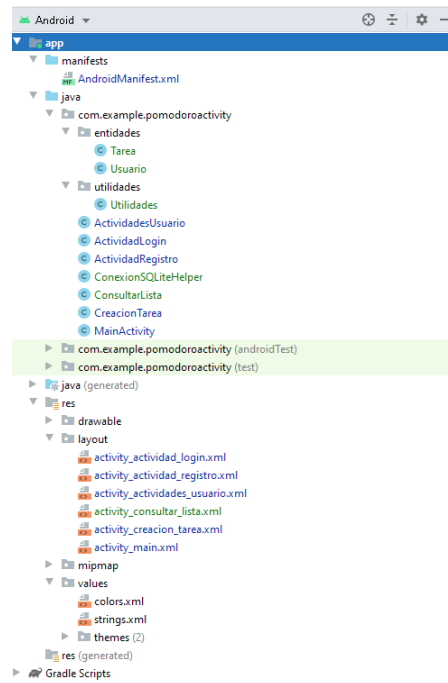 Android
app
manifests
AndroidManifest.xml
java
com.example.pomodoroactivity
entidades
Tarea
Usuario
utilidades
Utilidades
ActividadesUsuario
ActividadLogin
ActividadRegistro
ConexionSQLiteHelper
ConsultarLista
CreacionTarea
MainActivity
com.example.pomodoroactivity (androidTest)
com.example.pomodoroactivity (test)
java (generated)
res
drawable
layout
activity_actividad_login.xml
activity_actividad_registro.xml
activity_actividades_usuario.xml
activity_consultar_lista.xml
activity_creacion_tarea.xml
activity_main.xml
mipmap
values
colors.xml
strings.xml
themes (2)
res (generated)
Gradle Scripts